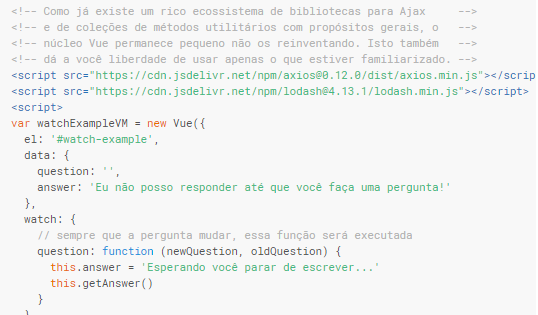 <!-- Como já existe um rico ecossistema de bibliotecas para Ajax     -->
<!-- e de coleções de métodos utilitários com propósitos gerais, o   -->
<!-- núcleo Vue permanece pequeno não os reinventando. Isto também   -->
<!-- dá a você liberdade de usar apenas o que estiver familiarizado. -->
<script src="https://cdn.jsdelivr.net/npm/axios@0.12.0/dist/axios.min.js"></scrip
<script src="https://cdn.jsdelivr.net/npm/lodash@4.13.1/lodash.min.js"></script>
<script>
var watchExampleVM = new Vue({
  el: '#watch-example',
  data: {
    question: '',
    answer: 'Eu não posso responder até que você faça uma pergunta!'
  },
  watch: {
    // sempre que a pergunta mudar, essa função será executada
    question: function (newQuestion, oldQuestion) {
      this.answer = 'Esperando você parar de escrever...'
      this.getAnswer()
    }